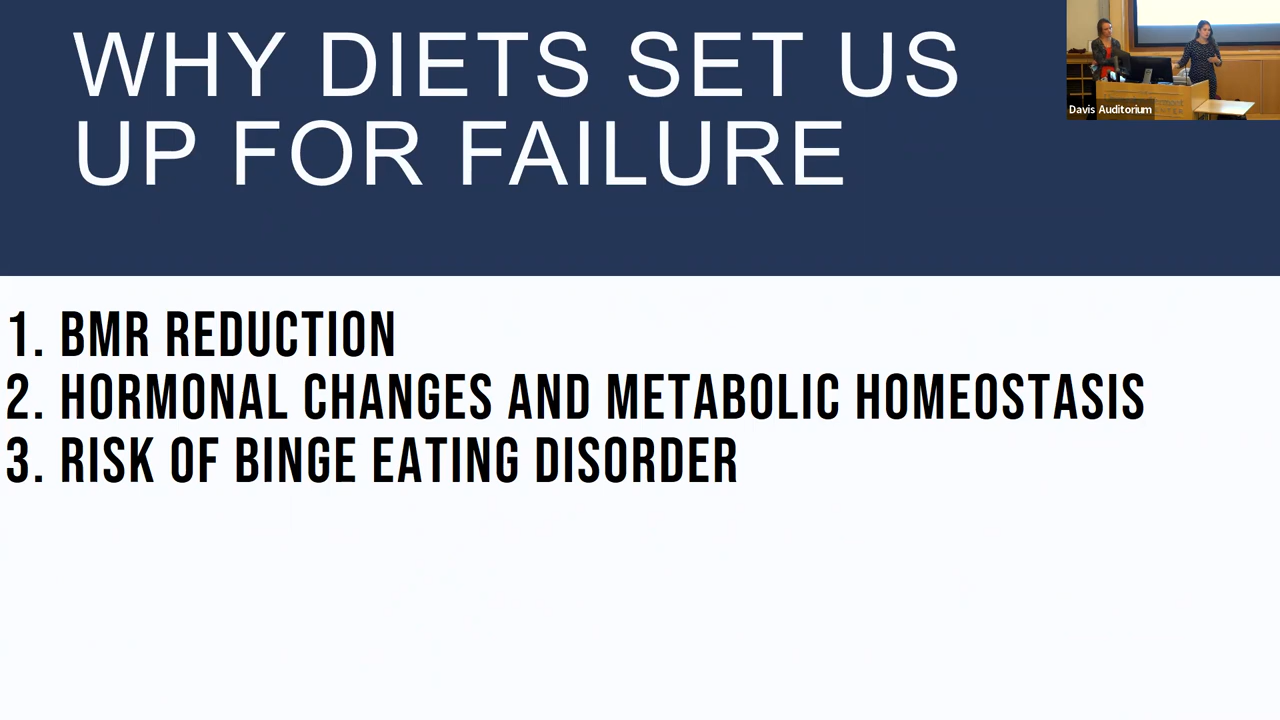 WHY DIETS SET US
UP FOR FAILURE
Davis Auditorium
1. BMR REDUCTION
2. HORMONAL CHANGES AND METABOLIC HOMEOSTASIS
3. RISK OF BINGE EATING DISORDER